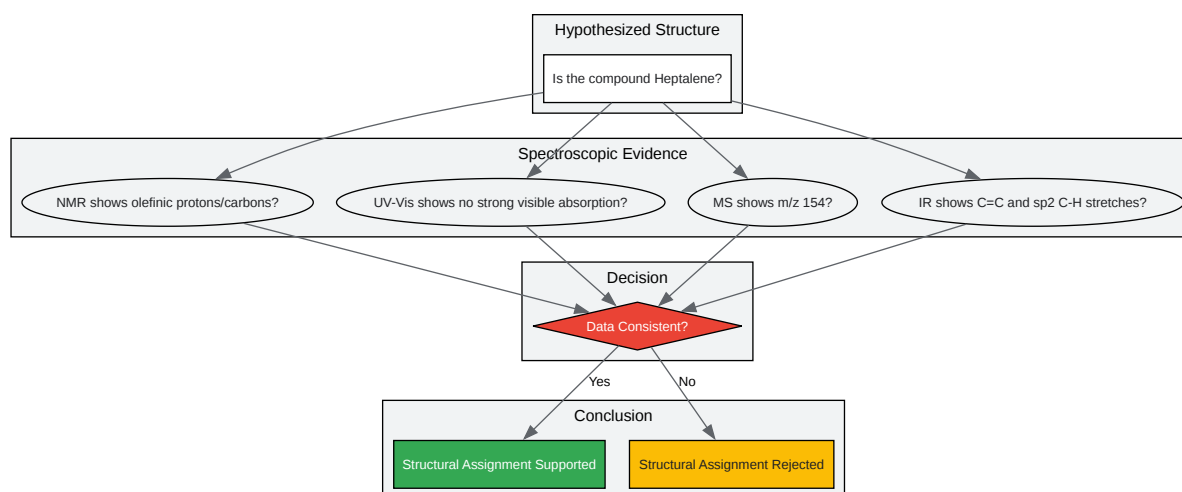 Hypothesized Structure
Is the compound Heptalene?
Spectroscopic Evidence
NMR shows olefinic protons/carbons?
UV-Vis shows no strong visible absorption?
MS shows m/z 154?
IR shows C=C and sp2 C-H stretches?
Decision
Data Consistent?
Yes
No
Conclusion
Structural Assignment Supported
Structural Assignment Rejected